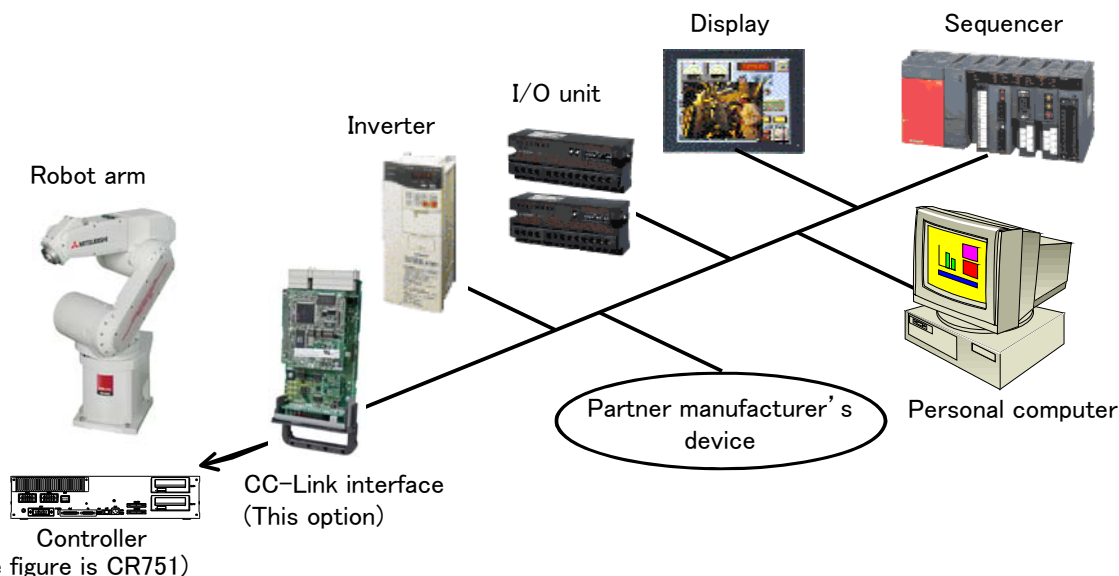 Display
Sequencer
I/O unit
Inverter
Robot arm
MITSUBISHI
Partner manufacturer's
device
Personal computer
CC-Link interface
(This option)
Controller
figure is CR751)